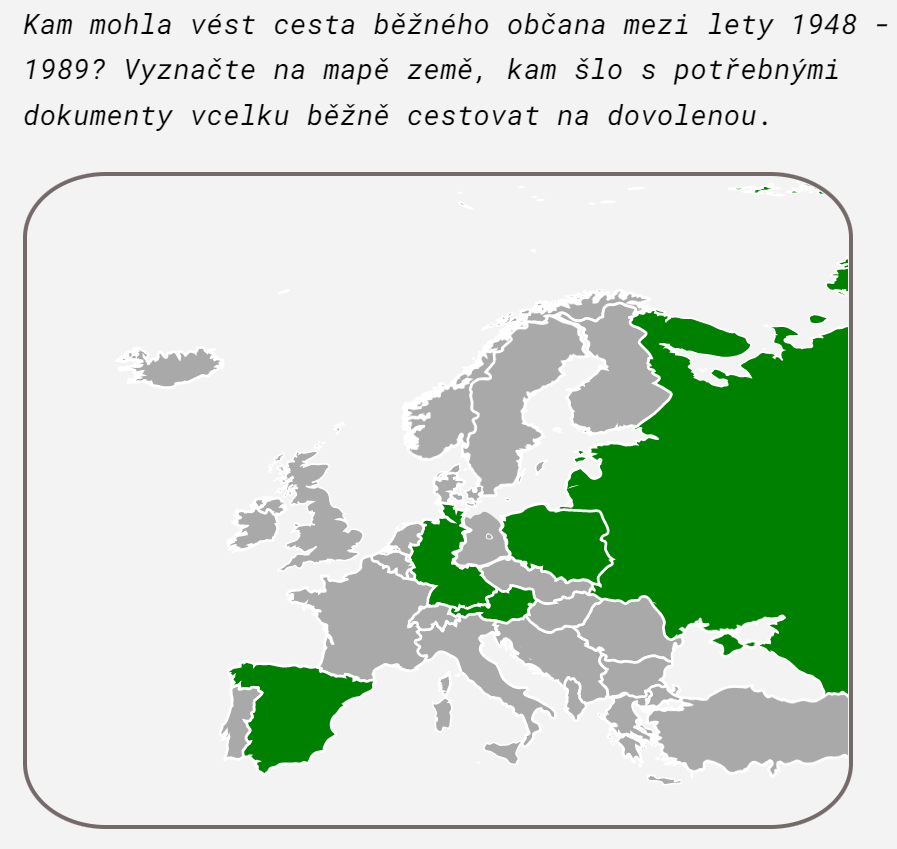 Kam mohla vést cesta běžného občana mezi lety 1948 -
1989? Vyznačte na mapě země, kam šlo s potřebnými
dokumenty vcelku běžně cestovat na dovolenou.